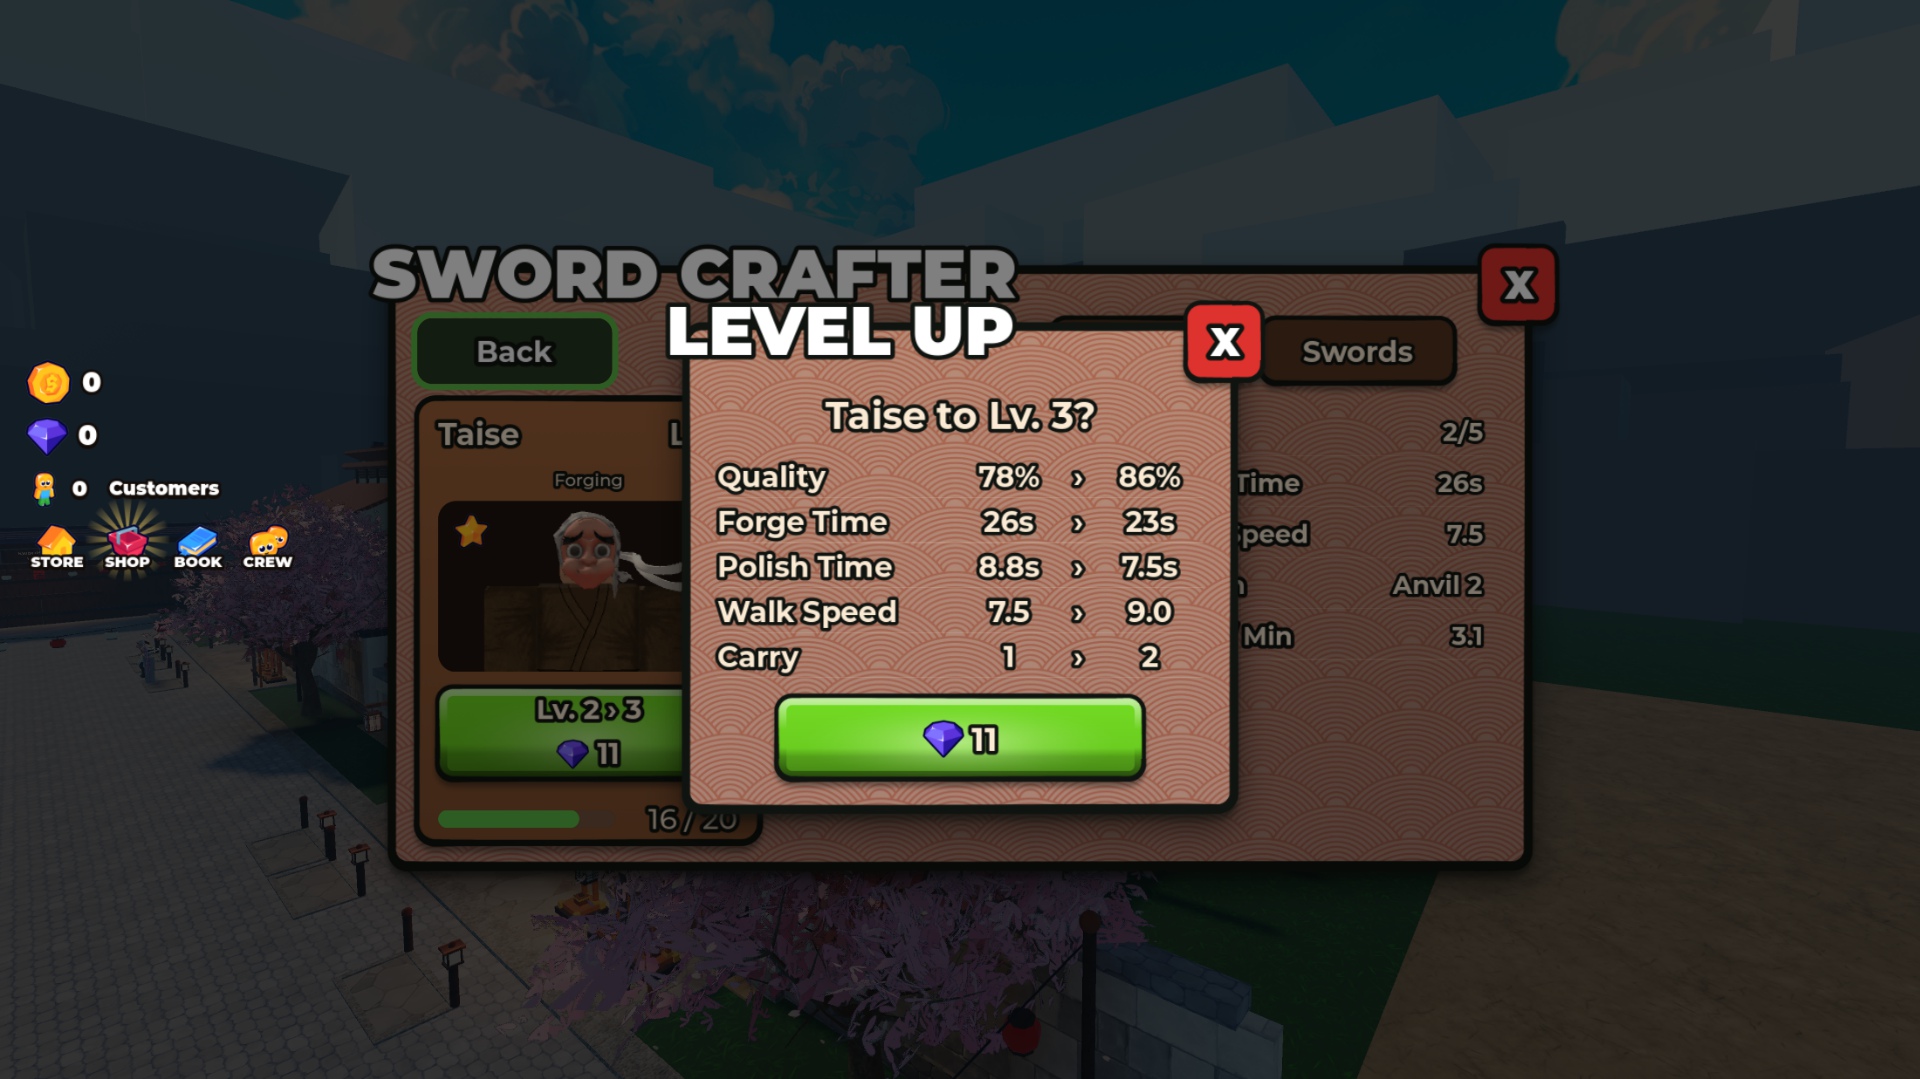 SWORD CRAFTER
X
LEVEL UP
X
Back
Swords
0
0
0 Customers
STORE
SHOP
BOOK
CREW
Taise
Forging
Lv. 2 › 3
11
16 / 20
Taise to Lv. 3?
Quality 78% › 86%
Forge Time 26s › 23s
Polish Time 8.8s › 7.5s
Walk Speed 7.5 › 9.0
Carry 1 › 2
11
2/5
Time 26s
Speed 7.5
Anvil 2
Min 3.1